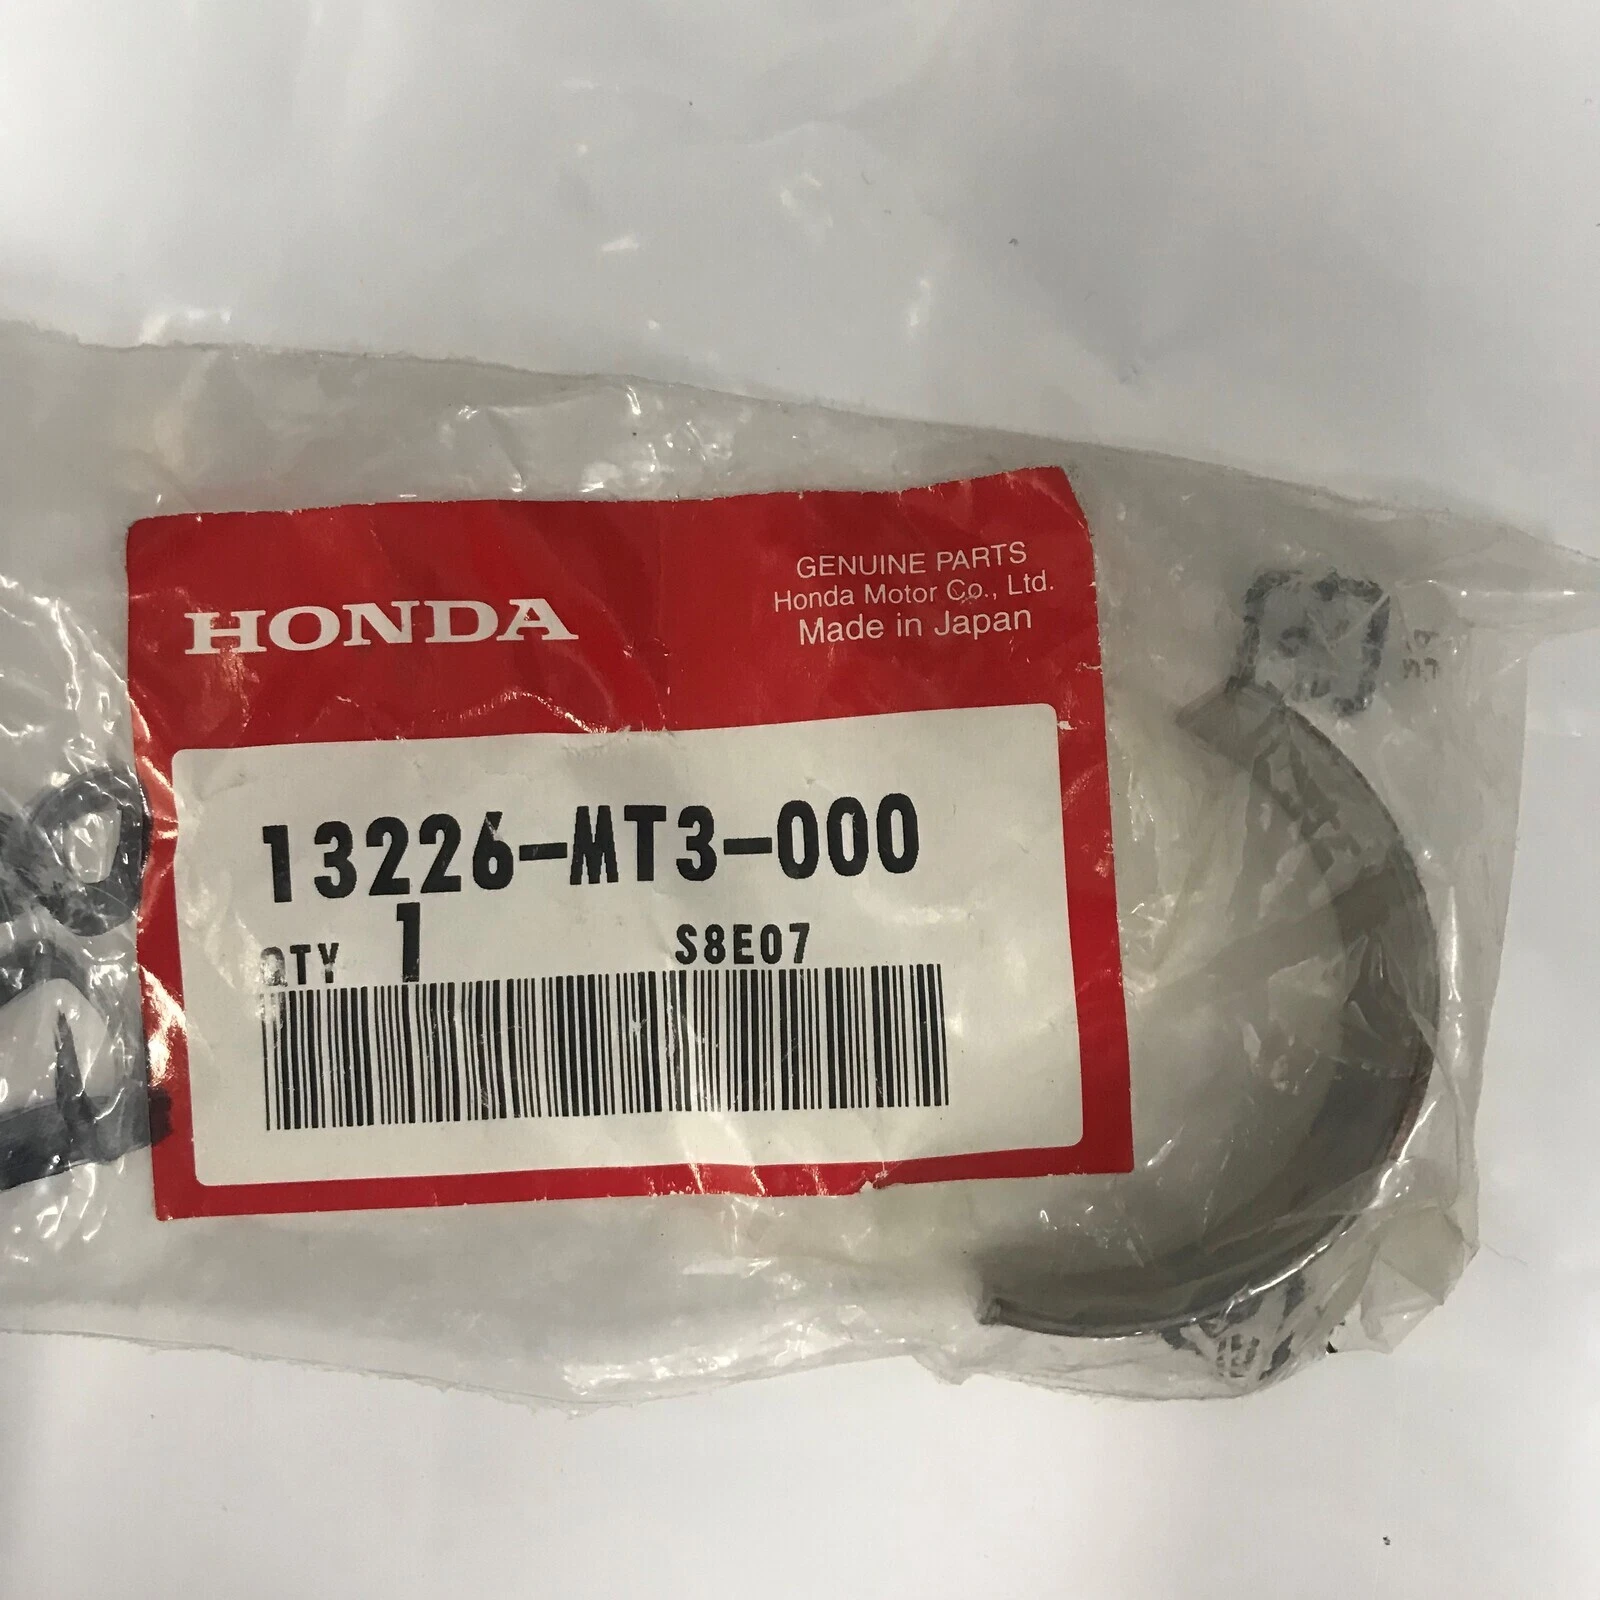 HONDA
GENUINE PARTS
Honda Motor Co., Ltd.
Made in Japan
13226-MT3-000
QTY 1 S8E07